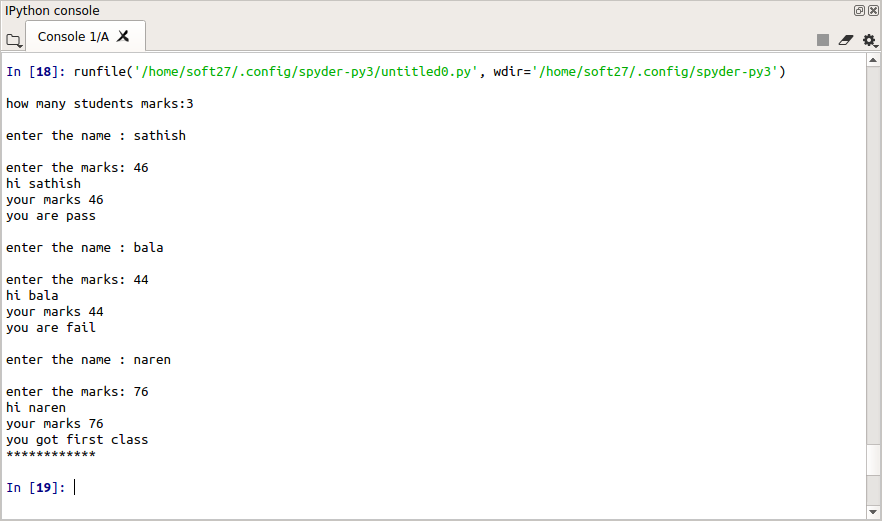 IPython console
Console 1/A
In [18]: runfile('/home/soft27/.config/spyder-py3/untitled0.py', wdir='/home/soft27/.config/spyder-py3')
how many students marks:3
enter the name : sathish
enter the marks: 46
hi sathish
your marks 46
you are pass
enter the name : bala
enter the marks: 44
hi bala
your marks 44
you are fail
enter the name : naren
enter the marks: 76
hi naren
your marks 76
you got first class
************
In [19]: